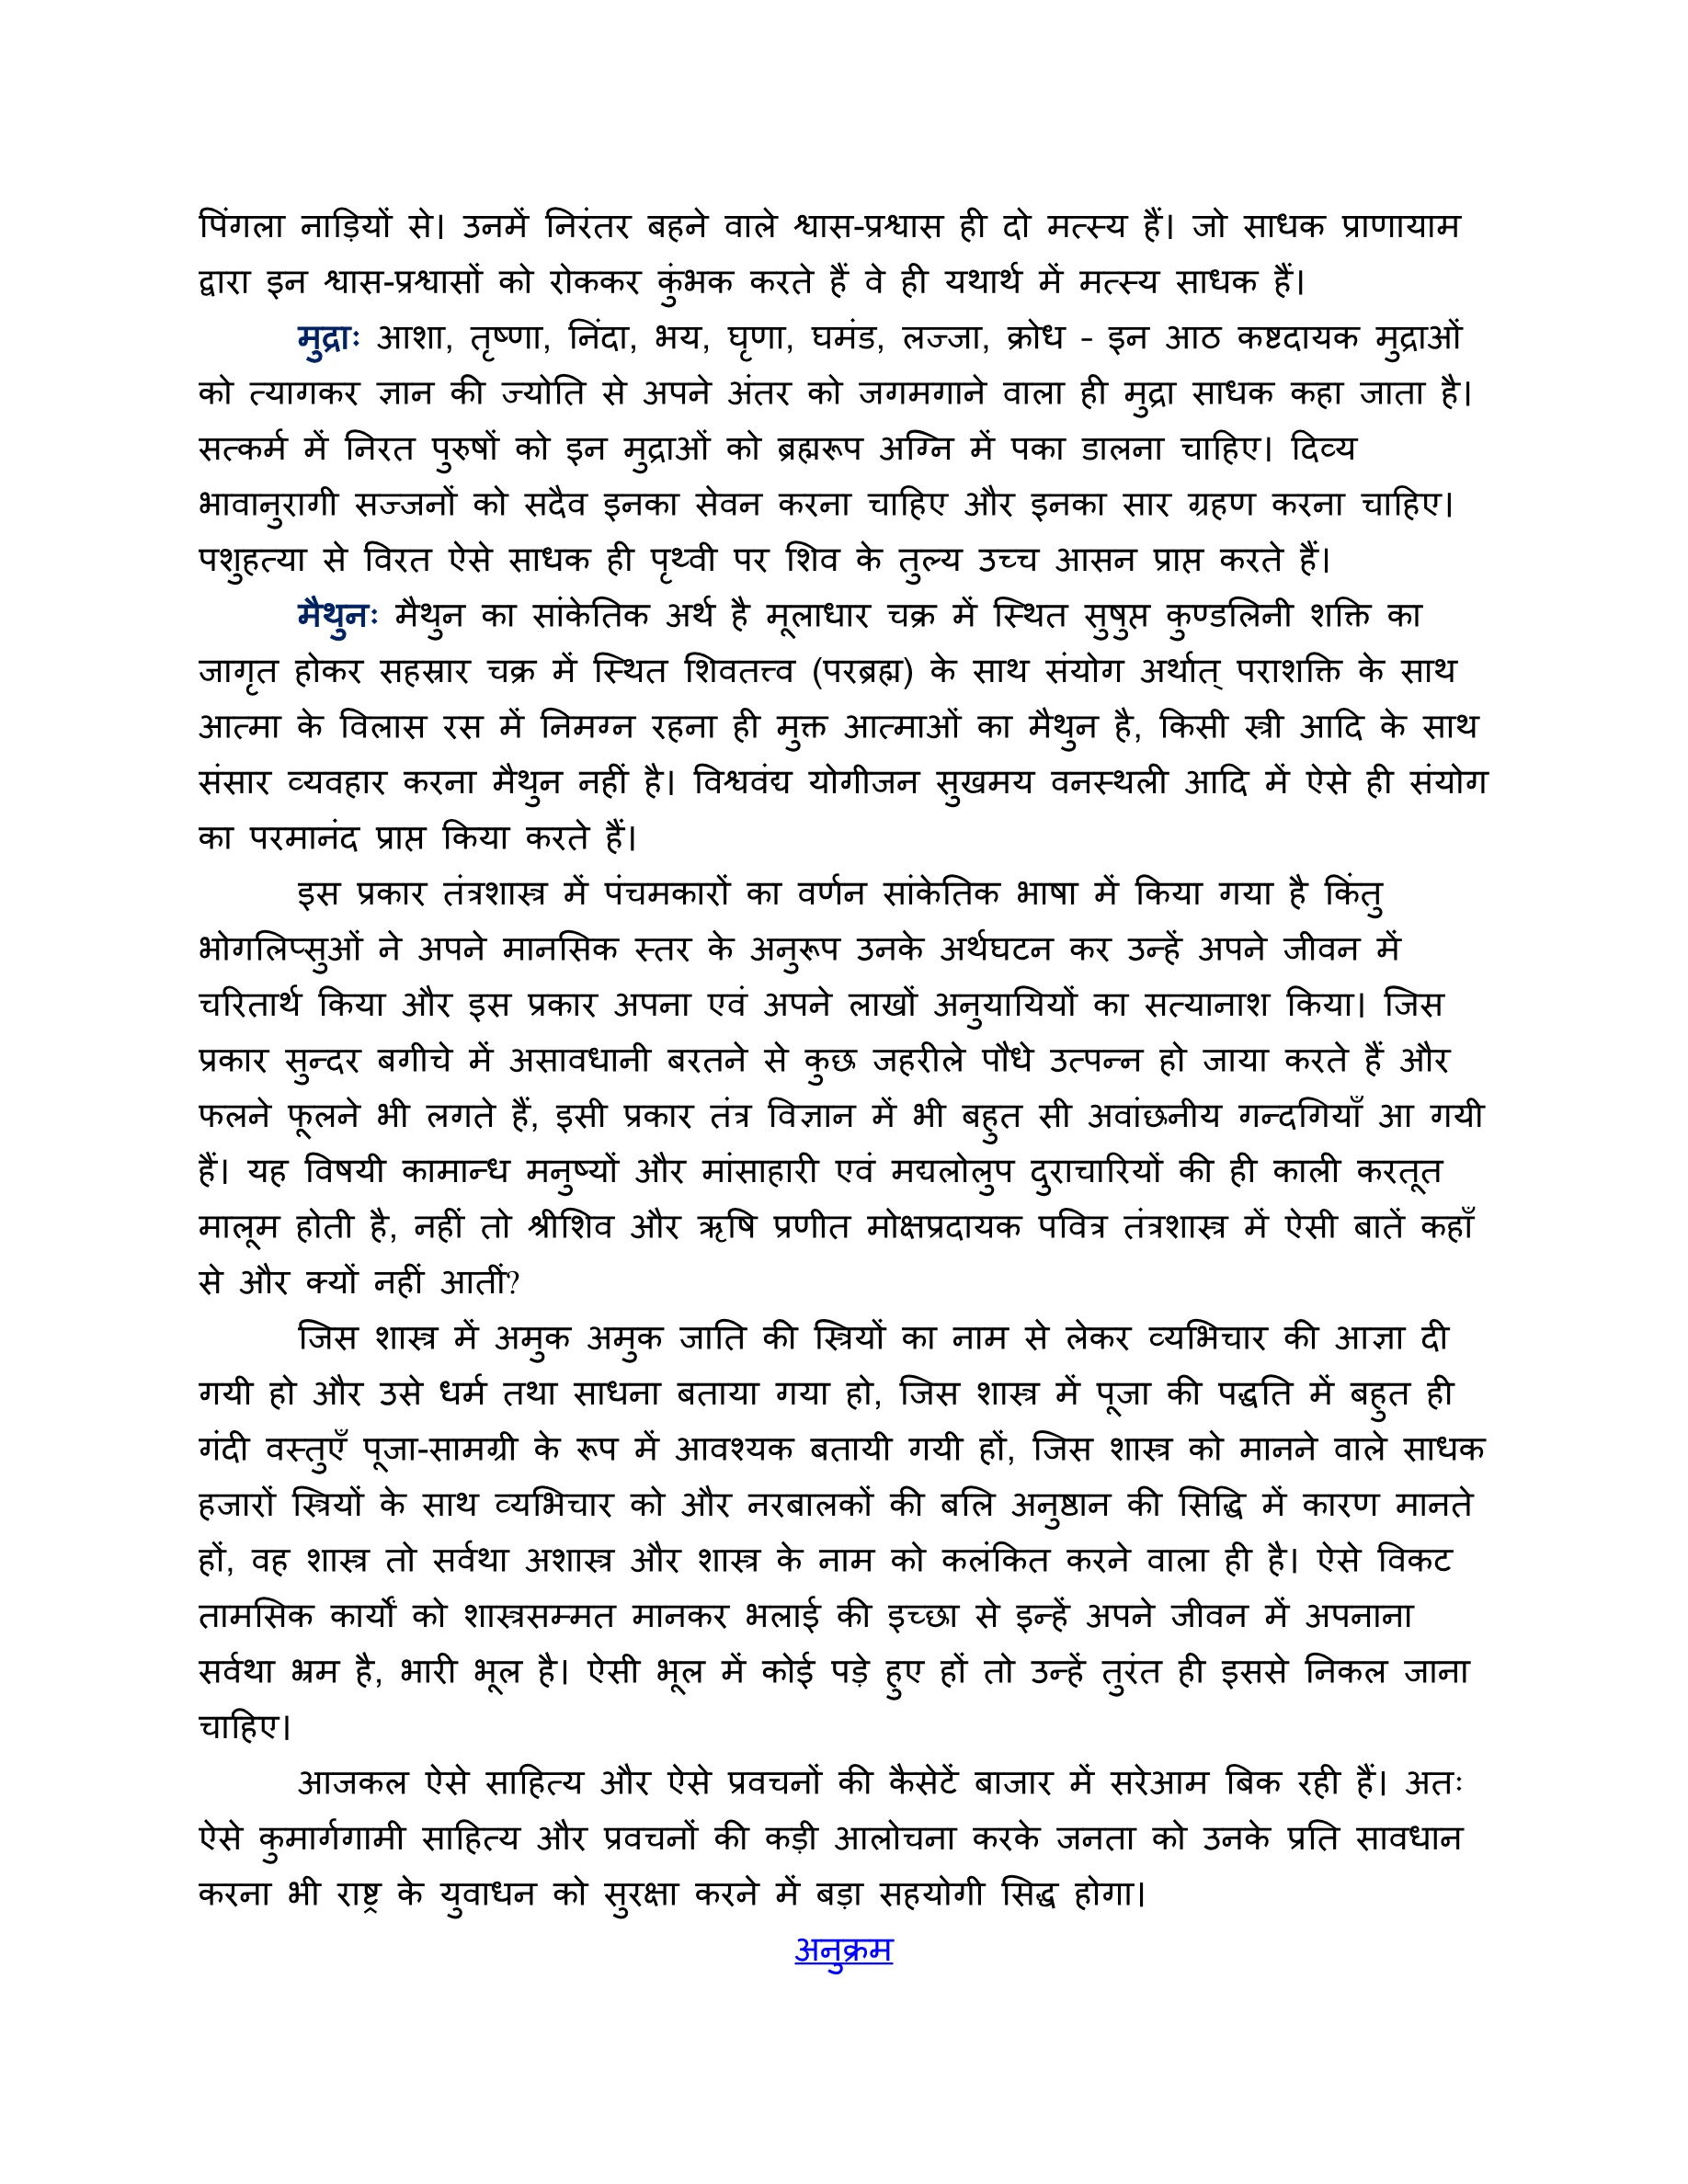 पिंगला नाड़ियों से। उनमें निरंतर बहने वाले श्वास-प्रश्वास ही दो मत्स्य हैं। जो साधक प्राणायाम
द्वारा इन श्वास-प्रश्वासों को रोककर कुंभक करते हैं वे ही यथार्थ में मत्स्य साधक हैं।
मुद्राः आशा, तृष्णा, निंदा, भय, घृणा, घमंड, लज्जा, क्रोध – इन आठ कष्टदायक मुद्राओं
को त्यागकर ज्ञान की ज्योति से अपने अंतर को जगमगाने वाला ही मुद्रा साधक कहा जाता है।
सत्कर्म में निरत पुरुषों को इन मुद्राओं को ब्रह्मरूप अग्नि में पका डालना चाहिए। दिव्य
भावानुरागी सज्जनों को सदैव इनका सेवन करना चाहिए और इनका सार ग्रहण करना चाहिए।
पशुहत्या से विरत ऐसे साधक ही पृथ्वी पर शिव के तुल्य उच्च आसन प्राप्त करते हैं।
मैथुनः मैथुन का सांकेतिक अर्थ है मूलाधार चक्र में स्थित सुषुप्त कुण्डलिनी शक्ति का
जागृत होकर सहस्रार चक्र में स्थित शिवतत्त्व (परब्रह्म) के साथ संयोग अर्थात् पराशक्ति के साथ
आत्मा के विलास रस में निमग्न रहना ही मुक्त आत्माओं का मैथुन है, किसी स्त्री आदि के साथ
संसार व्यवहार करना मैथुन नहीं है। विश्ववंद्य योगीजन सुखमय वनस्थली आदि में ऐसे ही संयोग
का परमानंद प्राप्त किया करते हैं।
इस प्रकार तंत्रशास्त्र में पंचमकारों का वर्णन सांकेतिक भाषा में किया गया है किंतु
भोगलिप्सुओं ने अपने मानसिक स्तर के अनुरूप उनके अर्थघटन कर उन्हें अपने जीवन में
चरितार्थ किया और इस प्रकार अपना एवं अपने लाखों अनुयायियों का सत्यानाश किया। जिस
प्रकार सुन्दर बगीचे में असावधानी बरतने से कुछ जहरीले पौधे उत्पन्न हो जाया करते हैं और
फलने फूलने भी लगते हैं, इसी प्रकार तंत्र विज्ञान में भी बहुत सी अवांछनीय गन्दगियाँ आ गयी
हैं। यह विषयी कामान्ध मनुष्यों और मांसाहारी एवं मद्यलोलुप दुराचारियों की ही काली करतूत
मालूम होती है, नहीं तो श्रीशिव और ऋषि प्रणीत मोक्षप्रदायक पवित्र तंत्रशास्त्र में ऐसी बातें कहाँ
से और क्यों नहीं आतीं?
जिस शास्त्र में अमुक अमुक जाति की स्त्रियों का नाम से लेकर व्यभिचार की आज्ञा दी
गयी हो और उसे धर्म तथा साधना बताया गया हो, जिस शास्त्र में पूजा की पद्धति में बहुत ही
गंदी वस्तुएँ पूजा-सामग्री के रूप में आवश्यक बतायी गयी हों, जिस शास्त्र को मानने वाले साधक
हजारों स्त्रियों के साथ व्यभिचार को और नरबालकों की बलि अनुष्ठान की सिद्धि में कारण मानते
हों, वह शास्त्र तो सर्वथा अशास्त्र और शास्त्र के नाम को कलंकित करने वाला ही है। ऐसे विकट
तामसिक कार्यों को शास्त्रसम्मत मानकर भलाई की इच्छा से इन्हें अपने जीवन में अपनाना
सर्वथा भ्रम है, भारी भूल है। ऐसी भूल में कोई पड़े हुए हों तो उन्हें तुरंत ही इससे निकल जाना
चाहिए।
आजकल ऐसे साहित्य और ऐसे प्रवचनों की कैसेटें बाजार में सरेआम बिक रही हैं। अतः
ऐसे कुमार्गगामी साहित्य और प्रवचनों की कड़ी आलोचना करके जनता को उनके प्रति सावधान
करना भी राष्ट्र के युवाधन को सुरक्षा करने में बड़ा सहयोगी सिद्ध होगा।
अनुक्रम